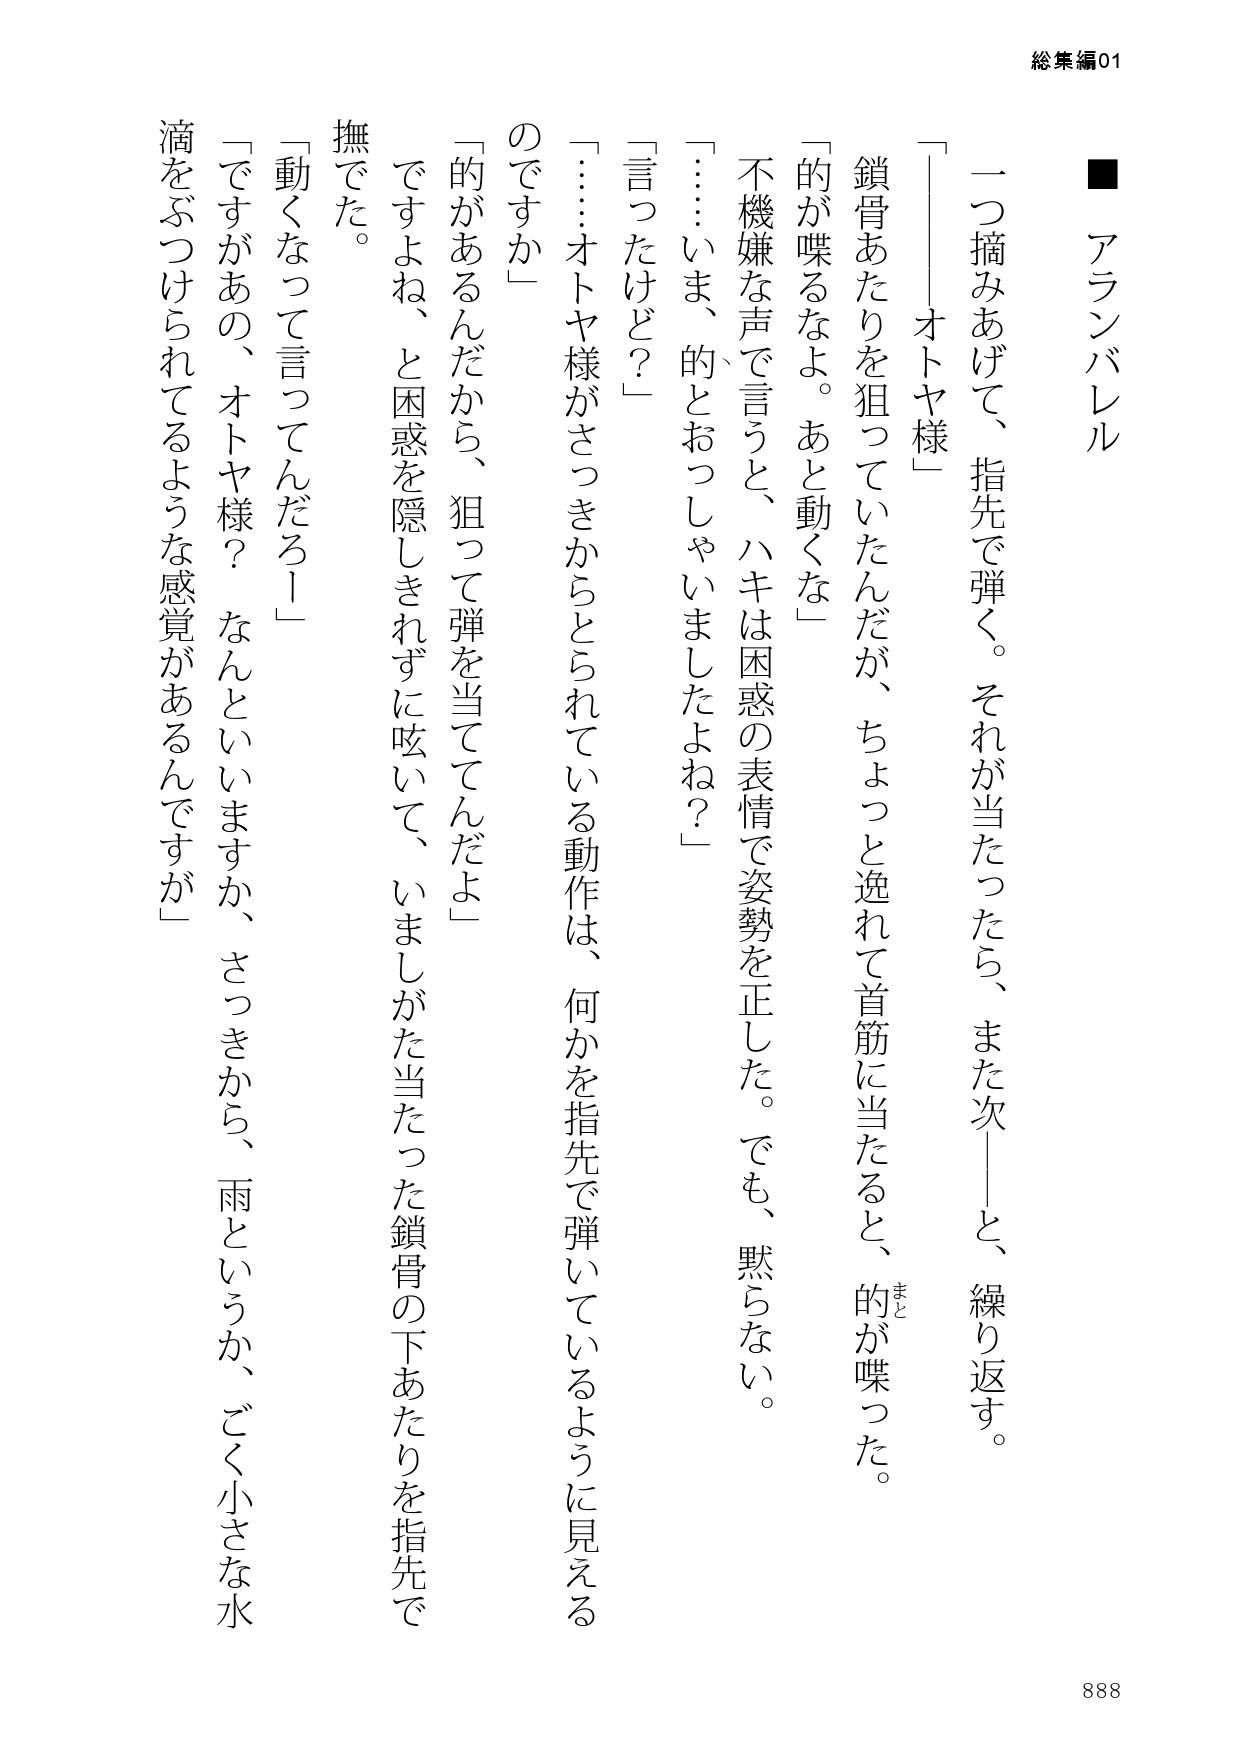 総集編01
■　アランバレル
　一つ摘みあげて、指先で弾く。それが当たったら、また次――と、繰り返す。
「――――オトヤ様」
　鎖骨あたりを狙っていたんだが、ちょっと逸れて首筋に当たると、的まとが喋った。
「的が喋るなよ。あと動くな」
　不機嫌な声で言うと、ハキは困惑の表情で姿勢を正した。でも、黙らない。
「……いま、的とおっしゃいましたよね？」
「言ったけど？」
「……オトヤ様がさっきからとられている動作は、何かを指先で弾いているように見える
のですか」
「的があるんだから、狙って弾を当ててんだよ」
　ですよね、と困惑を隠しきれずに呟いて、いましがた当たった鎖骨の下あたりを指先で
撫でた。
「動くなって言ってんだろー」
「ですがあの、オトヤ様？　なんといいますか、さっきから、雨というか、ごく小さな水
滴をぶつけられてるような感覚があるんですが」
888